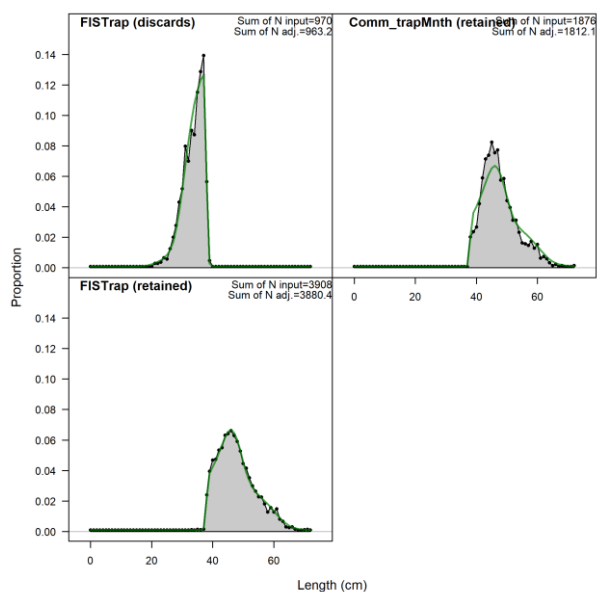 FISTrap (discards)
Sum of N input=970
Sum of N adj.=963.2
Comm_trapMnth (retained)
Sum of N input=1876
Sum of N adj.=1812.1
0.14
0.12
0.10
0.08
0.06
0.04
0.02
0.00
0 20 40 60
Proportion
FISTrap (retained)
Sum of N input=3908
Sum of N adj.=3880.4
0.14
0.12
0.10
0.08
0.06
0.04
0.02
0.00
0 20 40 60
Length (cm)